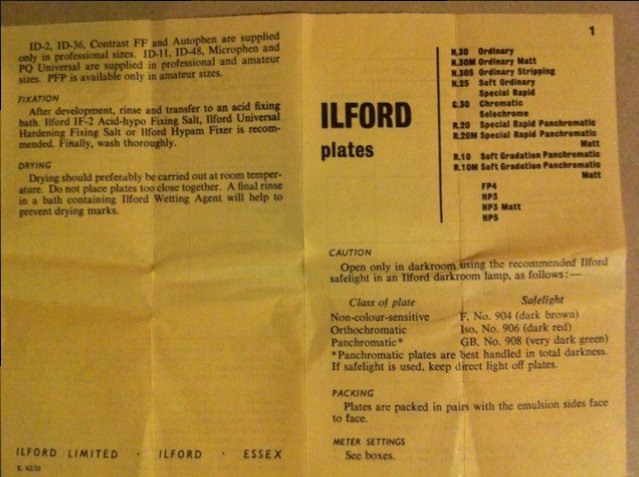 ID-2, ID-36, Contrast FF and Autophen are supplied
only in professional sizes. ID-11, ID-48, Microphen and
PQ Universal are supplied in professional and amateur
sizes. PFP is available only in amateur sizes.
FIXATION
After development, rinse and transfer to an acid fixing
bath. Ilford IF-2 Acid-hypo Fixing Salt, Ilford Universal
Hardening Fixing Salt or Ilford Hypam Fixer is recom-
mended. Finally, wash thoroughly.
DRYING
Drying should preferably be carried out at room temper-
ature. Do not place plates too close together. A final rinse
in a bath containing Ilford Wetting Agent will help to
prevent drying marks.
ILFORD LIMITED · ILFORD · ESSEX
1
ILFORD
plates
N.30 Ordinary
N.30M Ordinary Matt
N.30S Ordinary Stripping
N.25 Soft Ordinary
Special Rapid
G.30 Chromatic
Selochrome
R.20 Special Rapid Panchromatic
R.20M Special Rapid Panchromatic
Matt
R.10 Soft Gradation Panchromatic
R.10M Soft Gradation Panchromatic
Matt
FP4
HP3
HP3 Matt
HPS
CAUTION
Open only in darkroom using the recommended Ilford
safelight in an Ilford darkroom lamp, as follows:—
Class of plate Safelight
Non-colour-sensitive F, No. 904 (dark brown)
Orthochromatic Iso, No. 906 (dark red)
Panchromatic* GB, No. 908 (very dark green)
*Panchromatic plates are best handled in total darkness.
If safelight is used, keep direct light off plates.
PACKING
Plates are packed in pairs with the emulsion sides face
to face.
METER SETTINGS
See boxes.